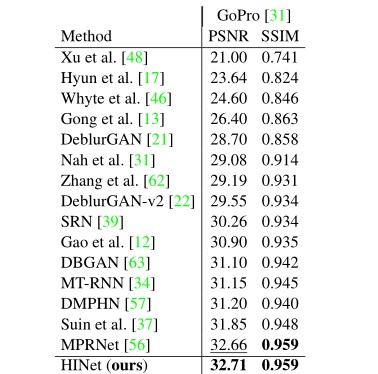 GoPro [31]
Method PSNR SSIM
Xu et al. [48] 21.00 0.741
Hyun et al. [17] 23.64 0.824
Whyte et al. [46] 24.60 0.846
Gong et al. [13] 26.40 0.863
DeblurGAN [21] 28.70 0.858
Nah et al. [31] 29.08 0.914
Zhang et al. [62] 29.19 0.931
DeblurGAN-v2 [22] 29.55 0.934
SRN [39] 30.26 0.934
Gao et al. [12] 30.90 0.935
DBGAN [63] 31.10 0.942
MT-RNN [34] 31.15 0.945
DMPHN [57] 31.20 0.940
Suin et al. [37] 31.85 0.948
MPRNet [56] 32.66 0.959
HINet (ours) 32.71 0.959